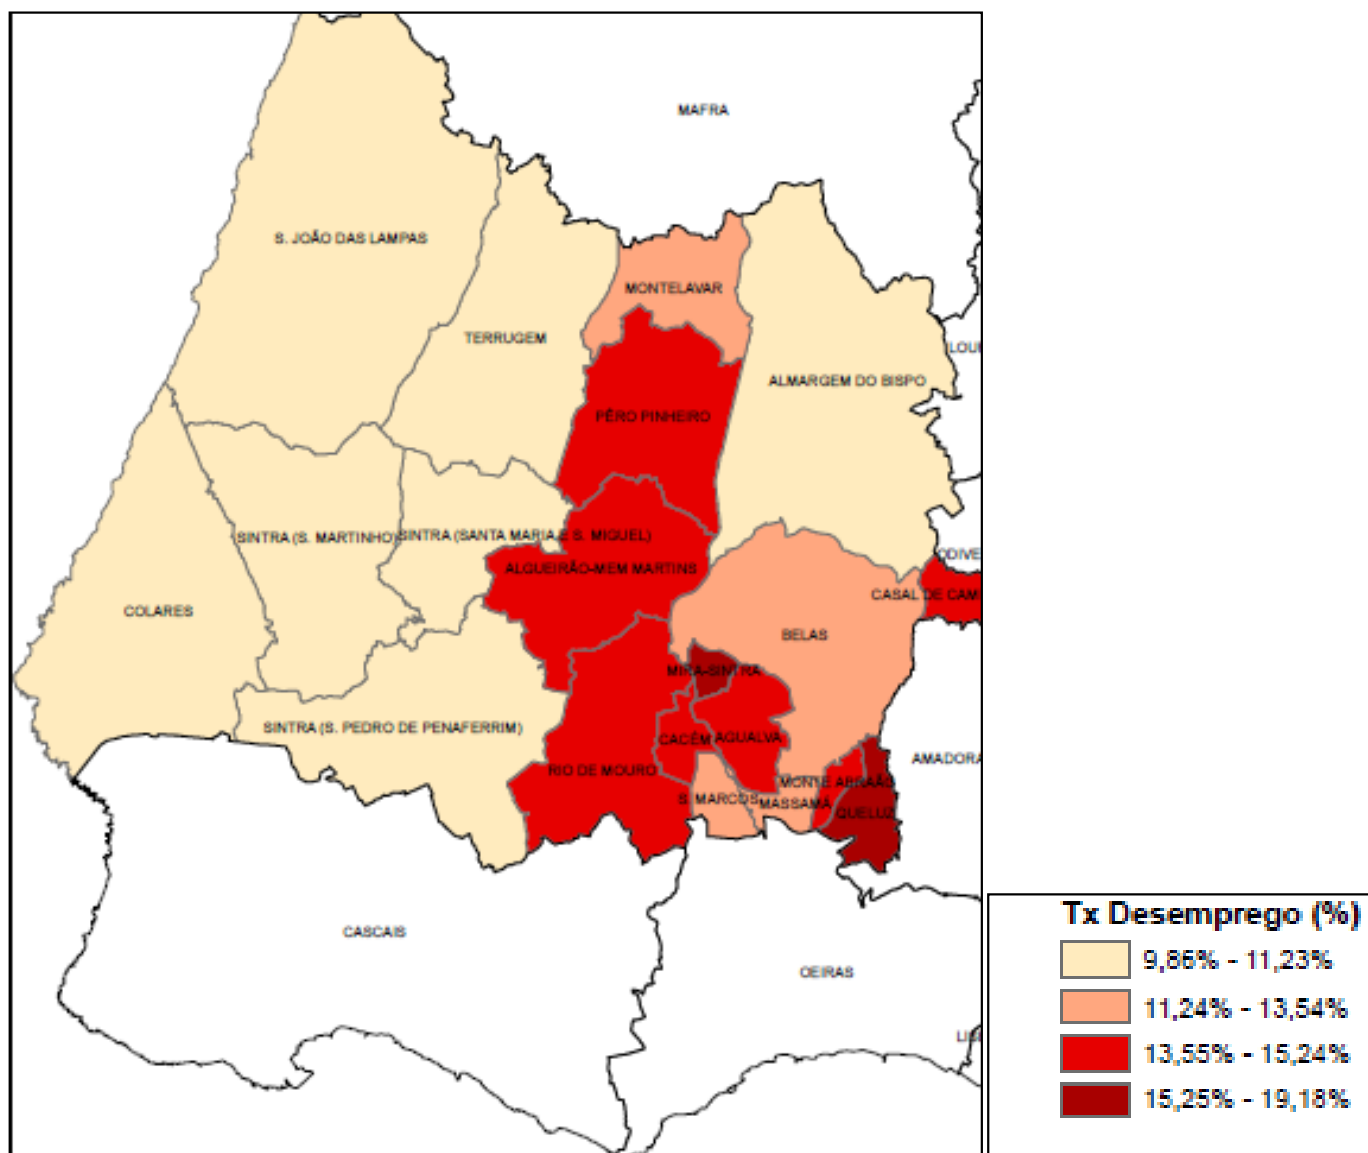 MAFRA
S. JOÃO DAS LAMPAS
MONTELAVAR
TERRUGEM
LOU
ALMARGEM DO BISPO
PÊRO PINHEIRO
SINTRA (S. MARTINHO)
SINTRA (SANTA MARIA E S. MIGUEL)
ODIVE
ALGUEIRÃO-MEM MARTINS
CASAL DE CAM
COLARES
BELAS
MIRA-SINTRA
SINTRA (S. PEDRO DE PENAFERRIM)
CACÉM
AGUALVA
AMADORA
RIO DE MOURO
MONTE ABRAÃO
S. MARCOS
MASSAMÁ
QUELUZ
CASCAIS
OEIRAS
LIS
Tx Desemprego (%)
9,86% - 11,23%
11,24% - 13,54%
13,55% - 15,24%
15,25% - 19,18%